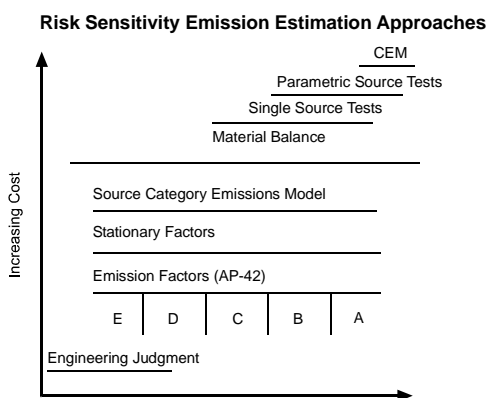 Risk Sensitivity Emission Estimation Approaches
CEM
Parametric Source Tests
Single Source Tests
Material Balance
Source Category Emissions Model
Stationary Factors
Emission Factors (AP-42)
E D C B A
Engineering Judgment
Increasing Cost